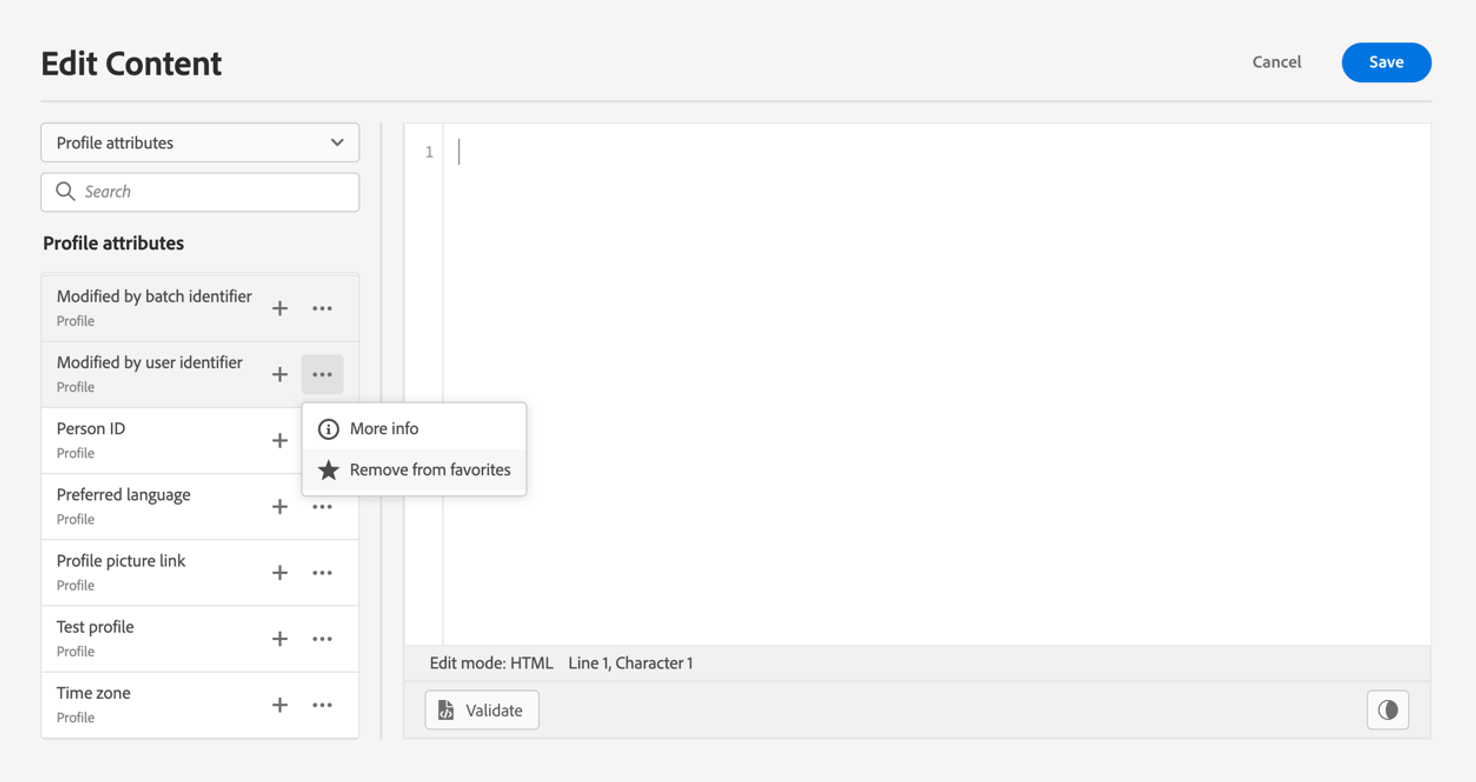 Edit Content
Cancel
Save
Profile attributes
Search
Profile attributes
Modified by batch identifier
Profile
Modified by user identifier
Profile
Person ID
Profile
Preferred language
Profile
Profile picture link
Profile
Test profile
Profile
Time zone
Profile
More info
Remove from favorites
1
Edit mode: HTML Line 1, Character 1
Validate